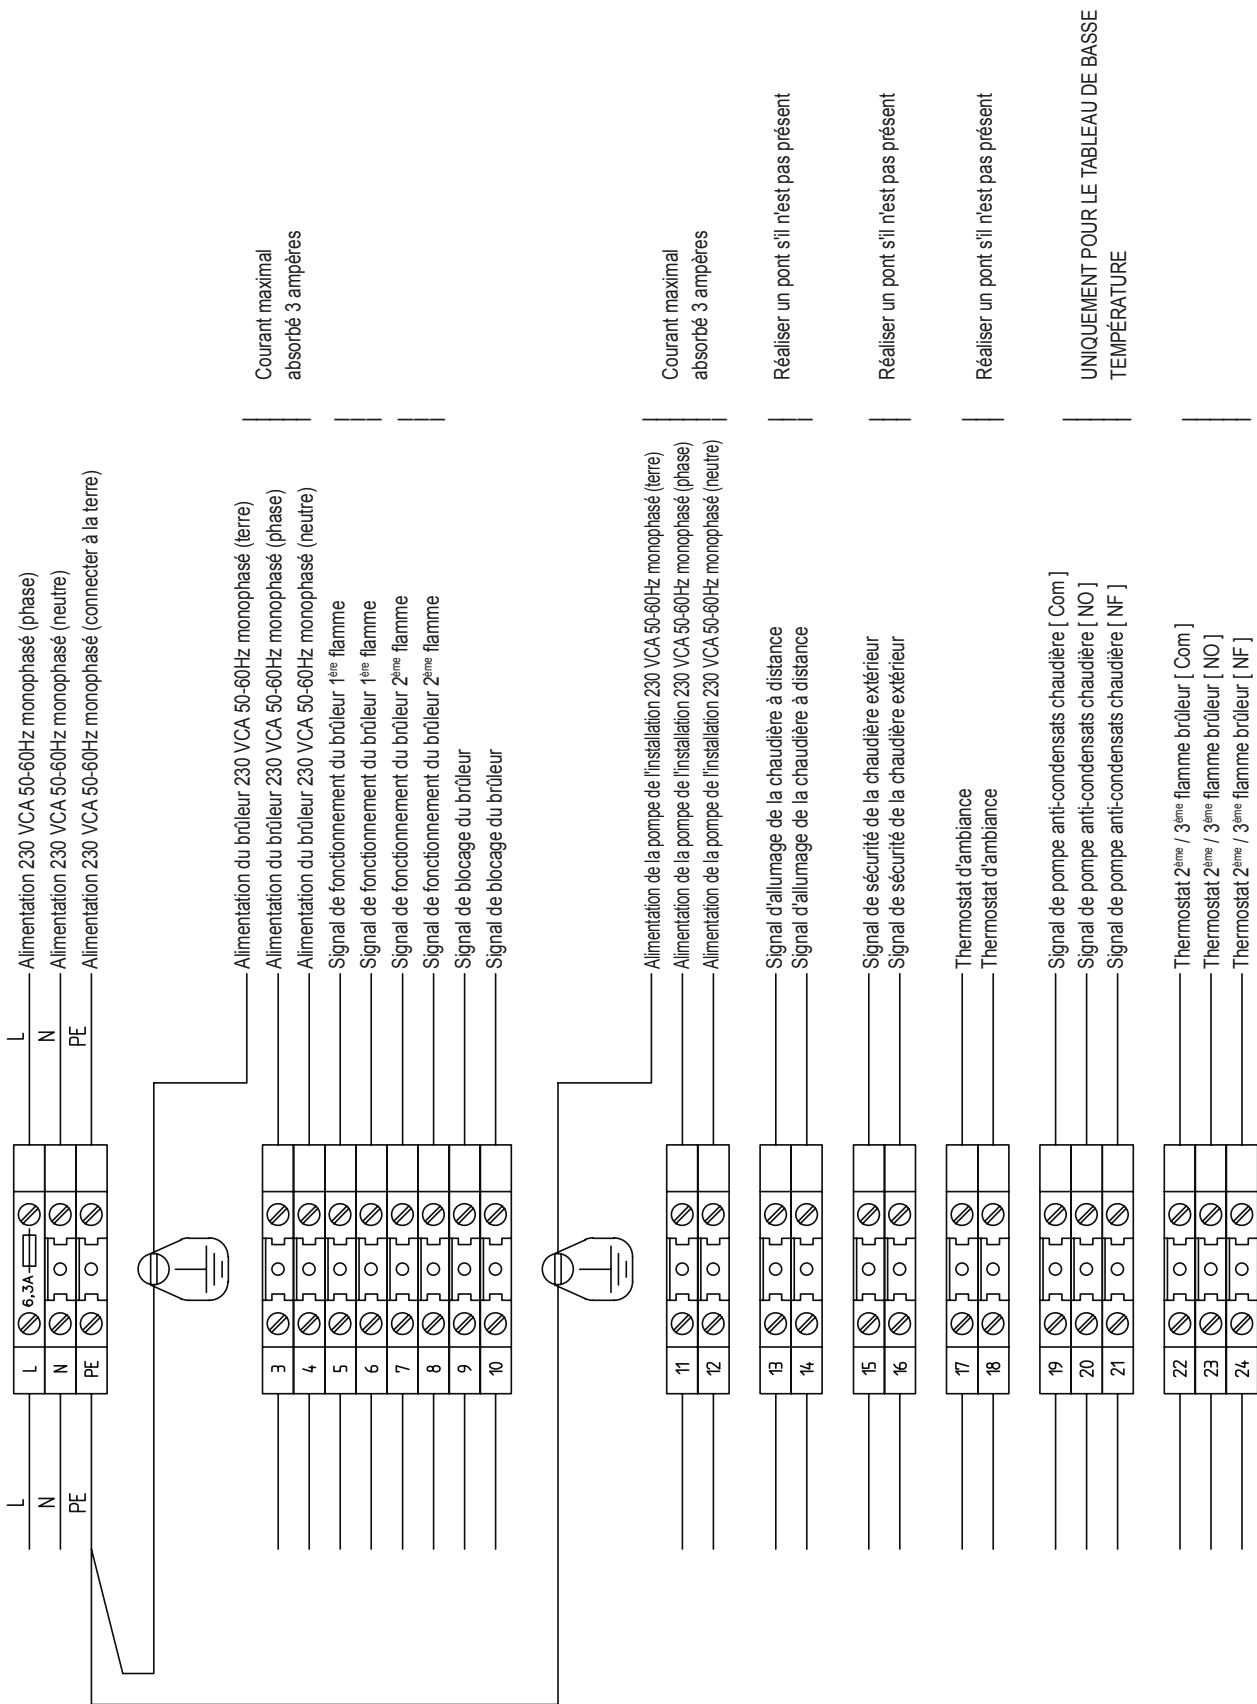 L
N
PE
L
N
PE
L
6,3A
N
PE
Alimentation 230 VCA 50-60Hz monophasé (phase)
Alimentation 230 VCA 50-60Hz monophasé (neutre)
Alimentation 230 VCA 50-60Hz monophasé (connecter à la terre)
Alimentation du brûleur 230 VCA 50-60Hz monophasé (terre)
3
Alimentation du brûleur 230 VCA 50-60Hz monophasé (phase)
4
Alimentation du brûleur 230 VCA 50-60Hz monophasé (neutre)
Courant maximal
absorbé 3 ampères
5
Signal de fonctionnement du brûleur 1ère flamme
6
Signal de fonctionnement du brûleur 1ère flamme
7
Signal de fonctionnement du brûleur 2ème flamme
8
Signal de fonctionnement du brûleur 2ème flamme
9
Signal de blocage du brûleur
10
Signal de blocage du brûleur
Alimentation de la pompe de l'installation 230 VCA 50-60Hz monophasé (terre)
11
Alimentation de la pompe de l'installation 230 VCA 50-60Hz monophasé (phase)
12
Alimentation de la pompe de l'installation 230 VCA 50-60Hz monophasé (neutre)
Courant maximal
absorbé 3 ampères
13
Signal d'allumage de la chaudière à distance
14
Signal d'allumage de la chaudière à distance
Réaliser un pont s'il n'est pas présent
15
Signal de sécurité de la chaudière extérieur
16
Signal de sécurité de la chaudière extérieur
Réaliser un pont s'il n'est pas présent
17
Thermostat d'ambiance
18
Thermostat d'ambiance
Réaliser un pont s'il n'est pas présent
19
Signal de pompe anti-condensats chaudière [ Com ]
20
Signal de pompe anti-condensats chaudière [ NO ]
21
Signal de pompe anti-condensats chaudière [ NF ]
UNIQUEMENT POUR LE TABLEAU DE BASSE
TEMPÉRATURE
22
Thermostat 2ème / 3ème flamme brûleur [ Com ]
23
Thermostat 2ème / 3ème flamme brûleur [ NO ]
24
Thermostat 2ème / 3ème flamme brûleur [ NF ]